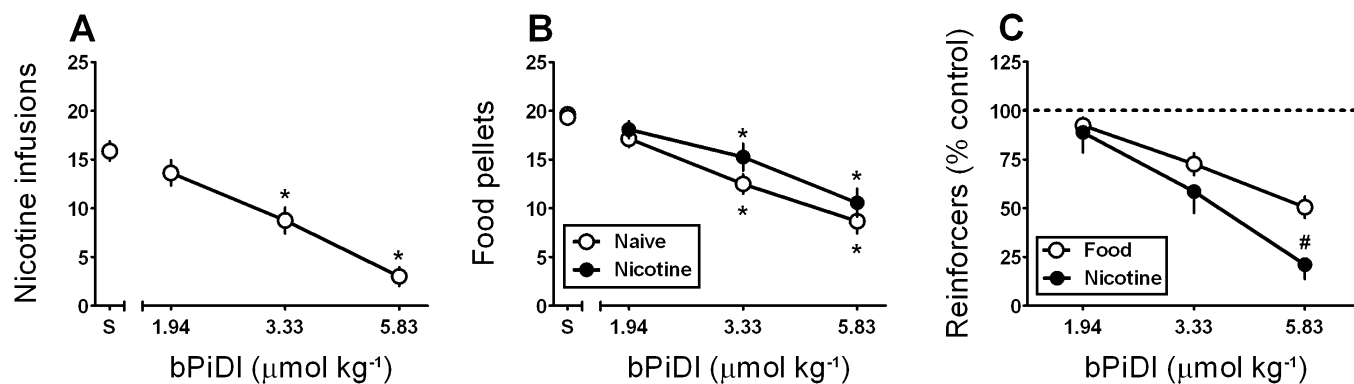 A
Nicotine infusions
25
20
15
10
5
0
*
*
S
1.94
3.33
5.83
bPiDI (μmol kg⁻¹)
B
Food pellets
25
20
15
10
5
0
*
*
*
*
Naive
Nicotine
S
1.94
3.33
5.83
bPiDI (μmol kg⁻¹)
C
Reinforcers (% control)
125
100
75
50
25
0
#
Food
Nicotine
1.94
3.33
5.83
bPiDI (μmol kg⁻¹)